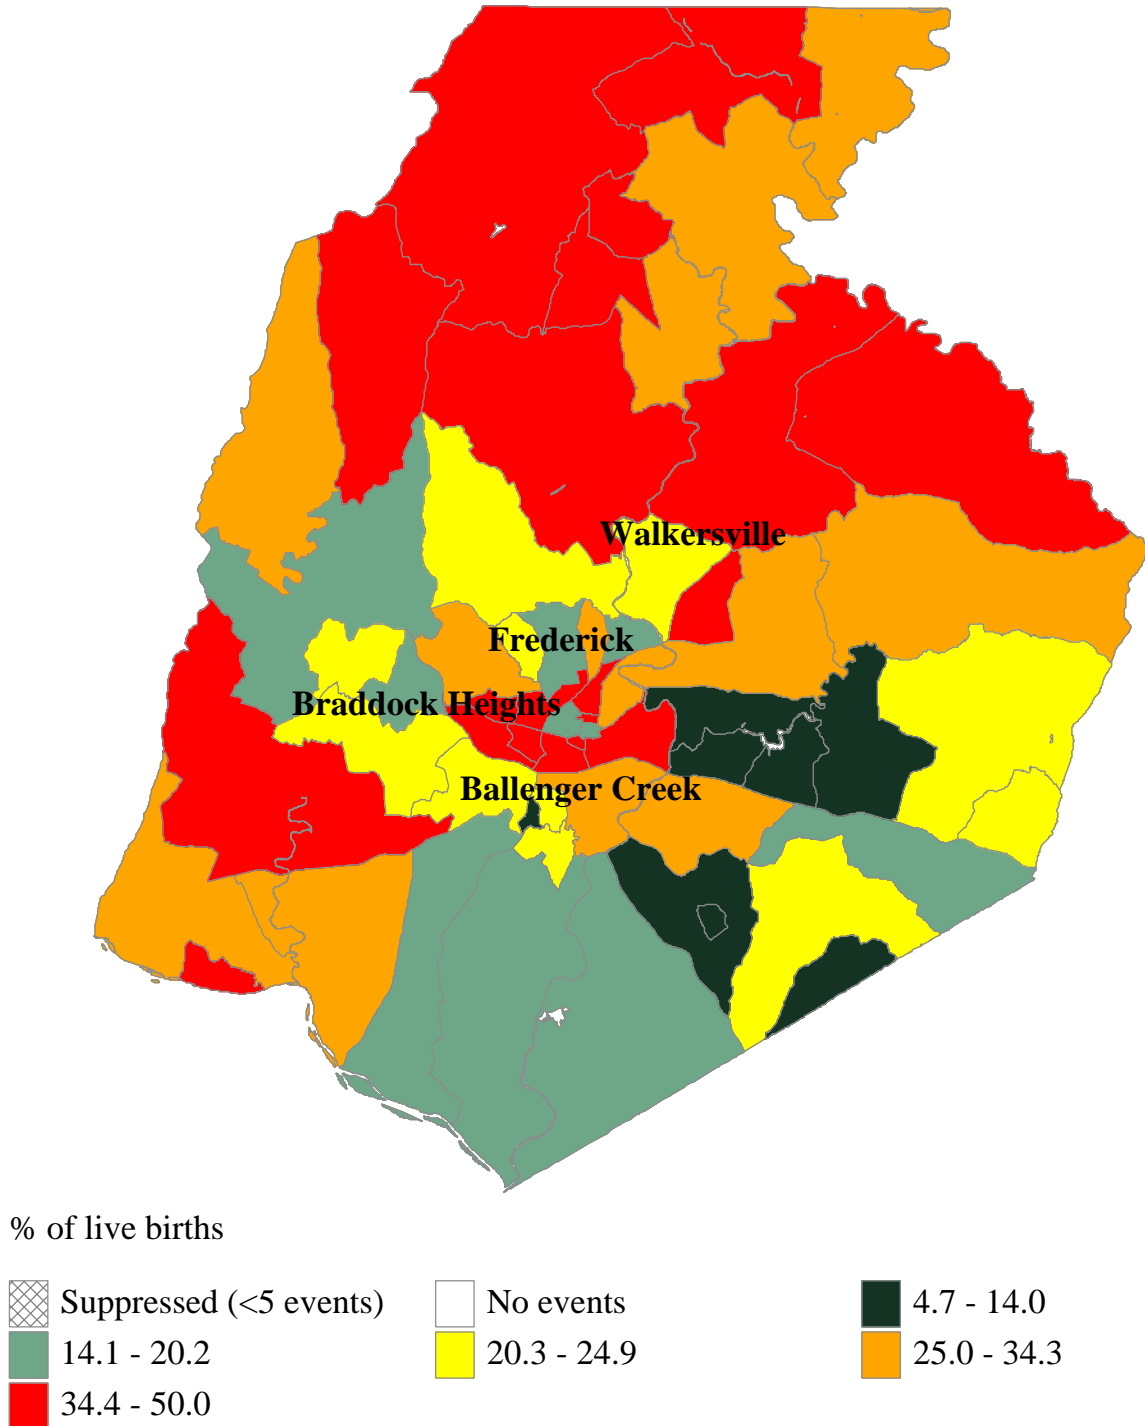 Walkersville
Frederick
Braddock Heights
Ballenger Creek
% of live births
Suppressed (<5 events)
No events
4.7 - 14.0
14.1 - 20.2
20.3 - 24.9
25.0 - 34.3
34.4 - 50.0